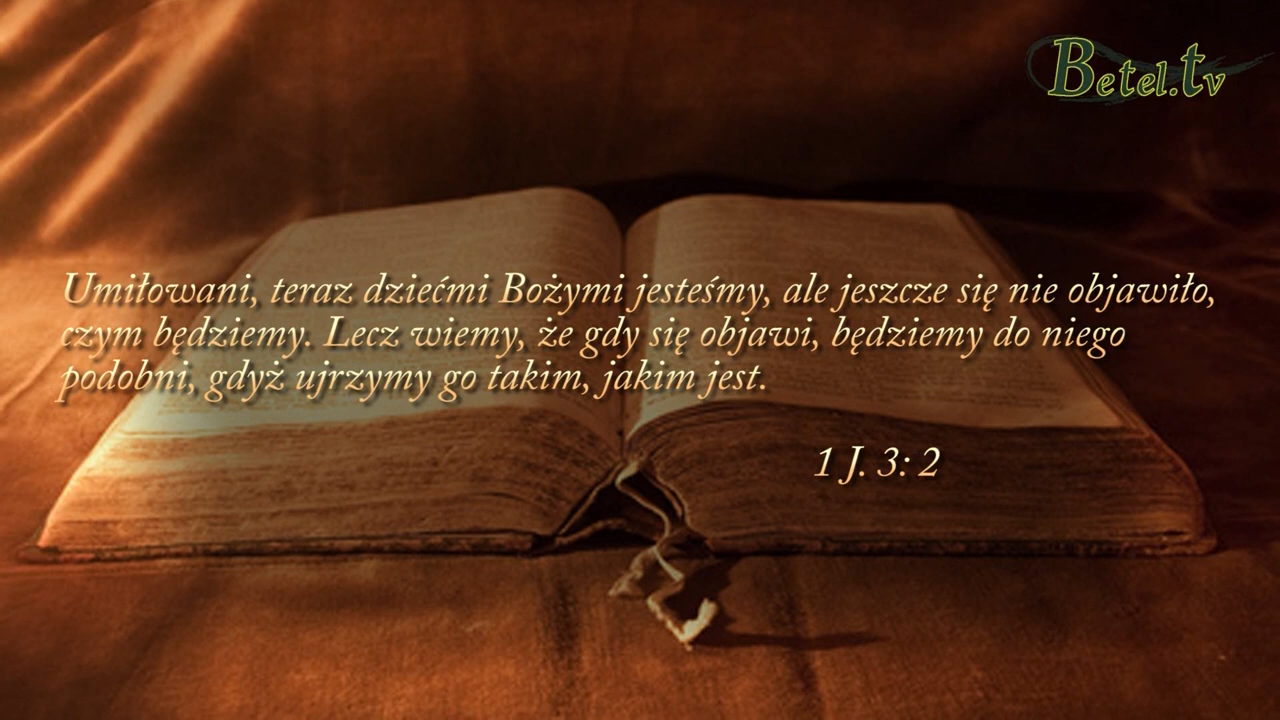 Betel.tv
Umiłowani, teraz dziećmi Bożymi jesteśmy, ale jeszcze się nie objawiło,
czym będziemy. Lecz wiemy, że gdy się objawi, będziemy do niego
podobni, gdyż ujrzymy go takim, jakim jest.
1 J. 3: 2